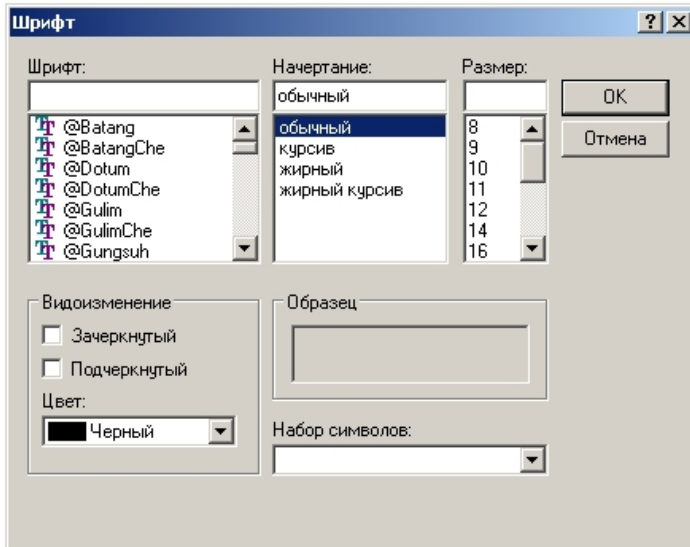 Шрифт
Шрифт:
@Batang
@BatangChe
@Dotum
@DotumChe
@Gulim
@GulimChe
@Gungsuh
Начертание:
обычный
обычный
курсив
жирный
жирный курсив
Размер:
8
9
10
11
12
14
16
OK
Отмена
Видоизменение
Зачеркнутый
Подчеркнутый
Цвет:
Черный
Образец
Набор символов: